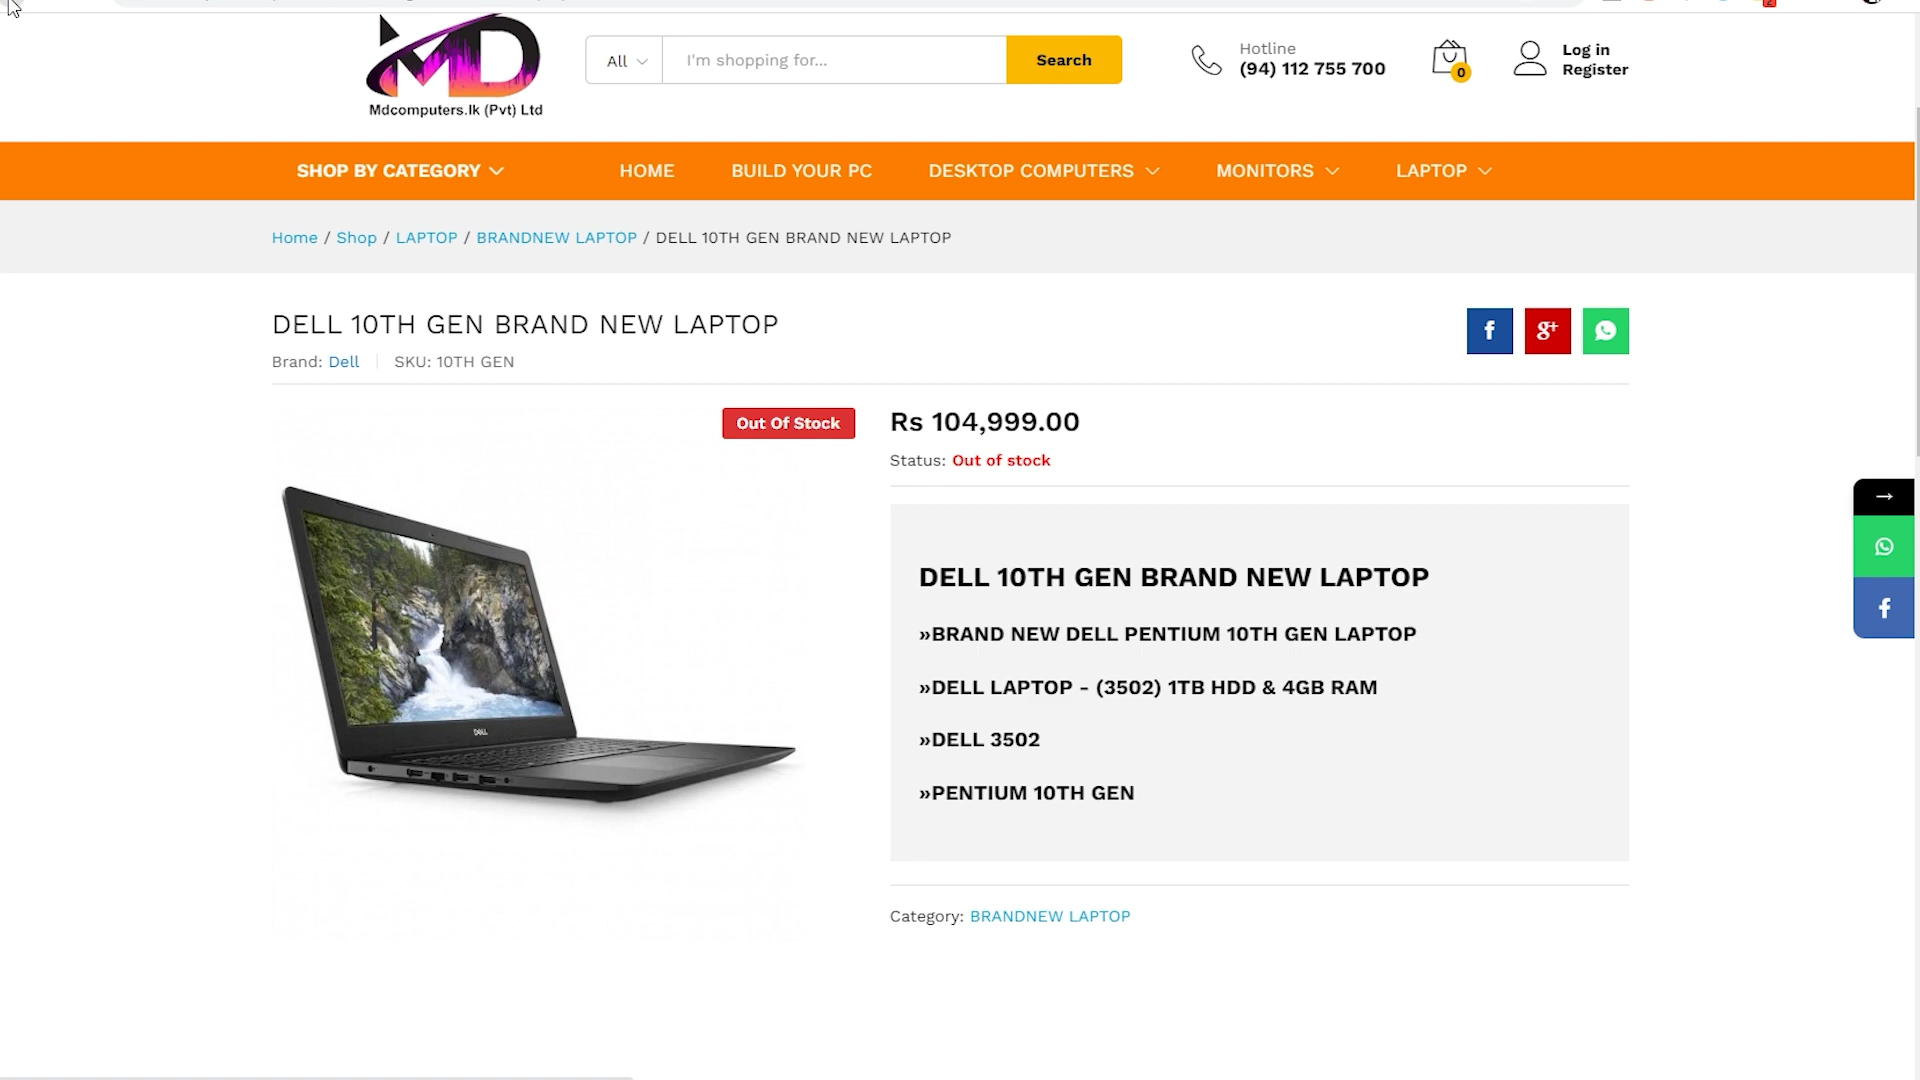 MD
Mdcomputers.lk (Pvt) Ltd
All
I'm shopping for...
Search
Hotline
(94) 112 755 700
0
Log in
Register
SHOP BY CATEGORY
HOME
BUILD YOUR PC
DESKTOP COMPUTERS
MONITORS
LAPTOP
Home / Shop / LAPTOP / BRANDNEW LAPTOP / DELL 10TH GEN BRAND NEW LAPTOP
DELL 10TH GEN BRAND NEW LAPTOP
Brand: Dell
SKU: 10TH GEN
Out Of Stock
DELL
Rs 104,999.00
Status: Out of stock
DELL 10TH GEN BRAND NEW LAPTOP
»BRAND NEW DELL PENTIUM 10TH GEN LAPTOP
»DELL LAPTOP - (3502) 1TB HDD & 4GB RAM
»DELL 3502
»PENTIUM 10TH GEN
Category: BRANDNEW LAPTOP